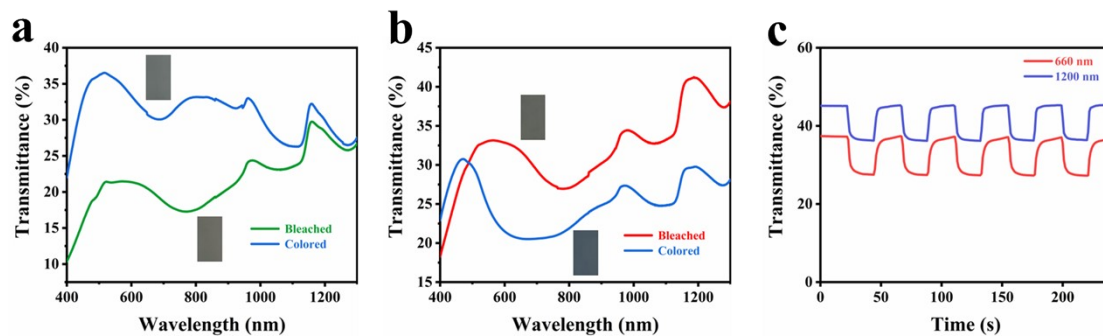 a
Transmittance (%)
40
35
30
25
20
15
10
400 600 800 1000 1200
Wavelength (nm)
Bleached
Colored
b
Transmittance (%)
45
40
35
30
25
20
15
400 600 800 1000 1200
Wavelength (nm)
Bleached
Colored
c
Transmittance (%)
60
40
20
0
0 50 100 150 200
Time (s)
660 nm
1200 nm